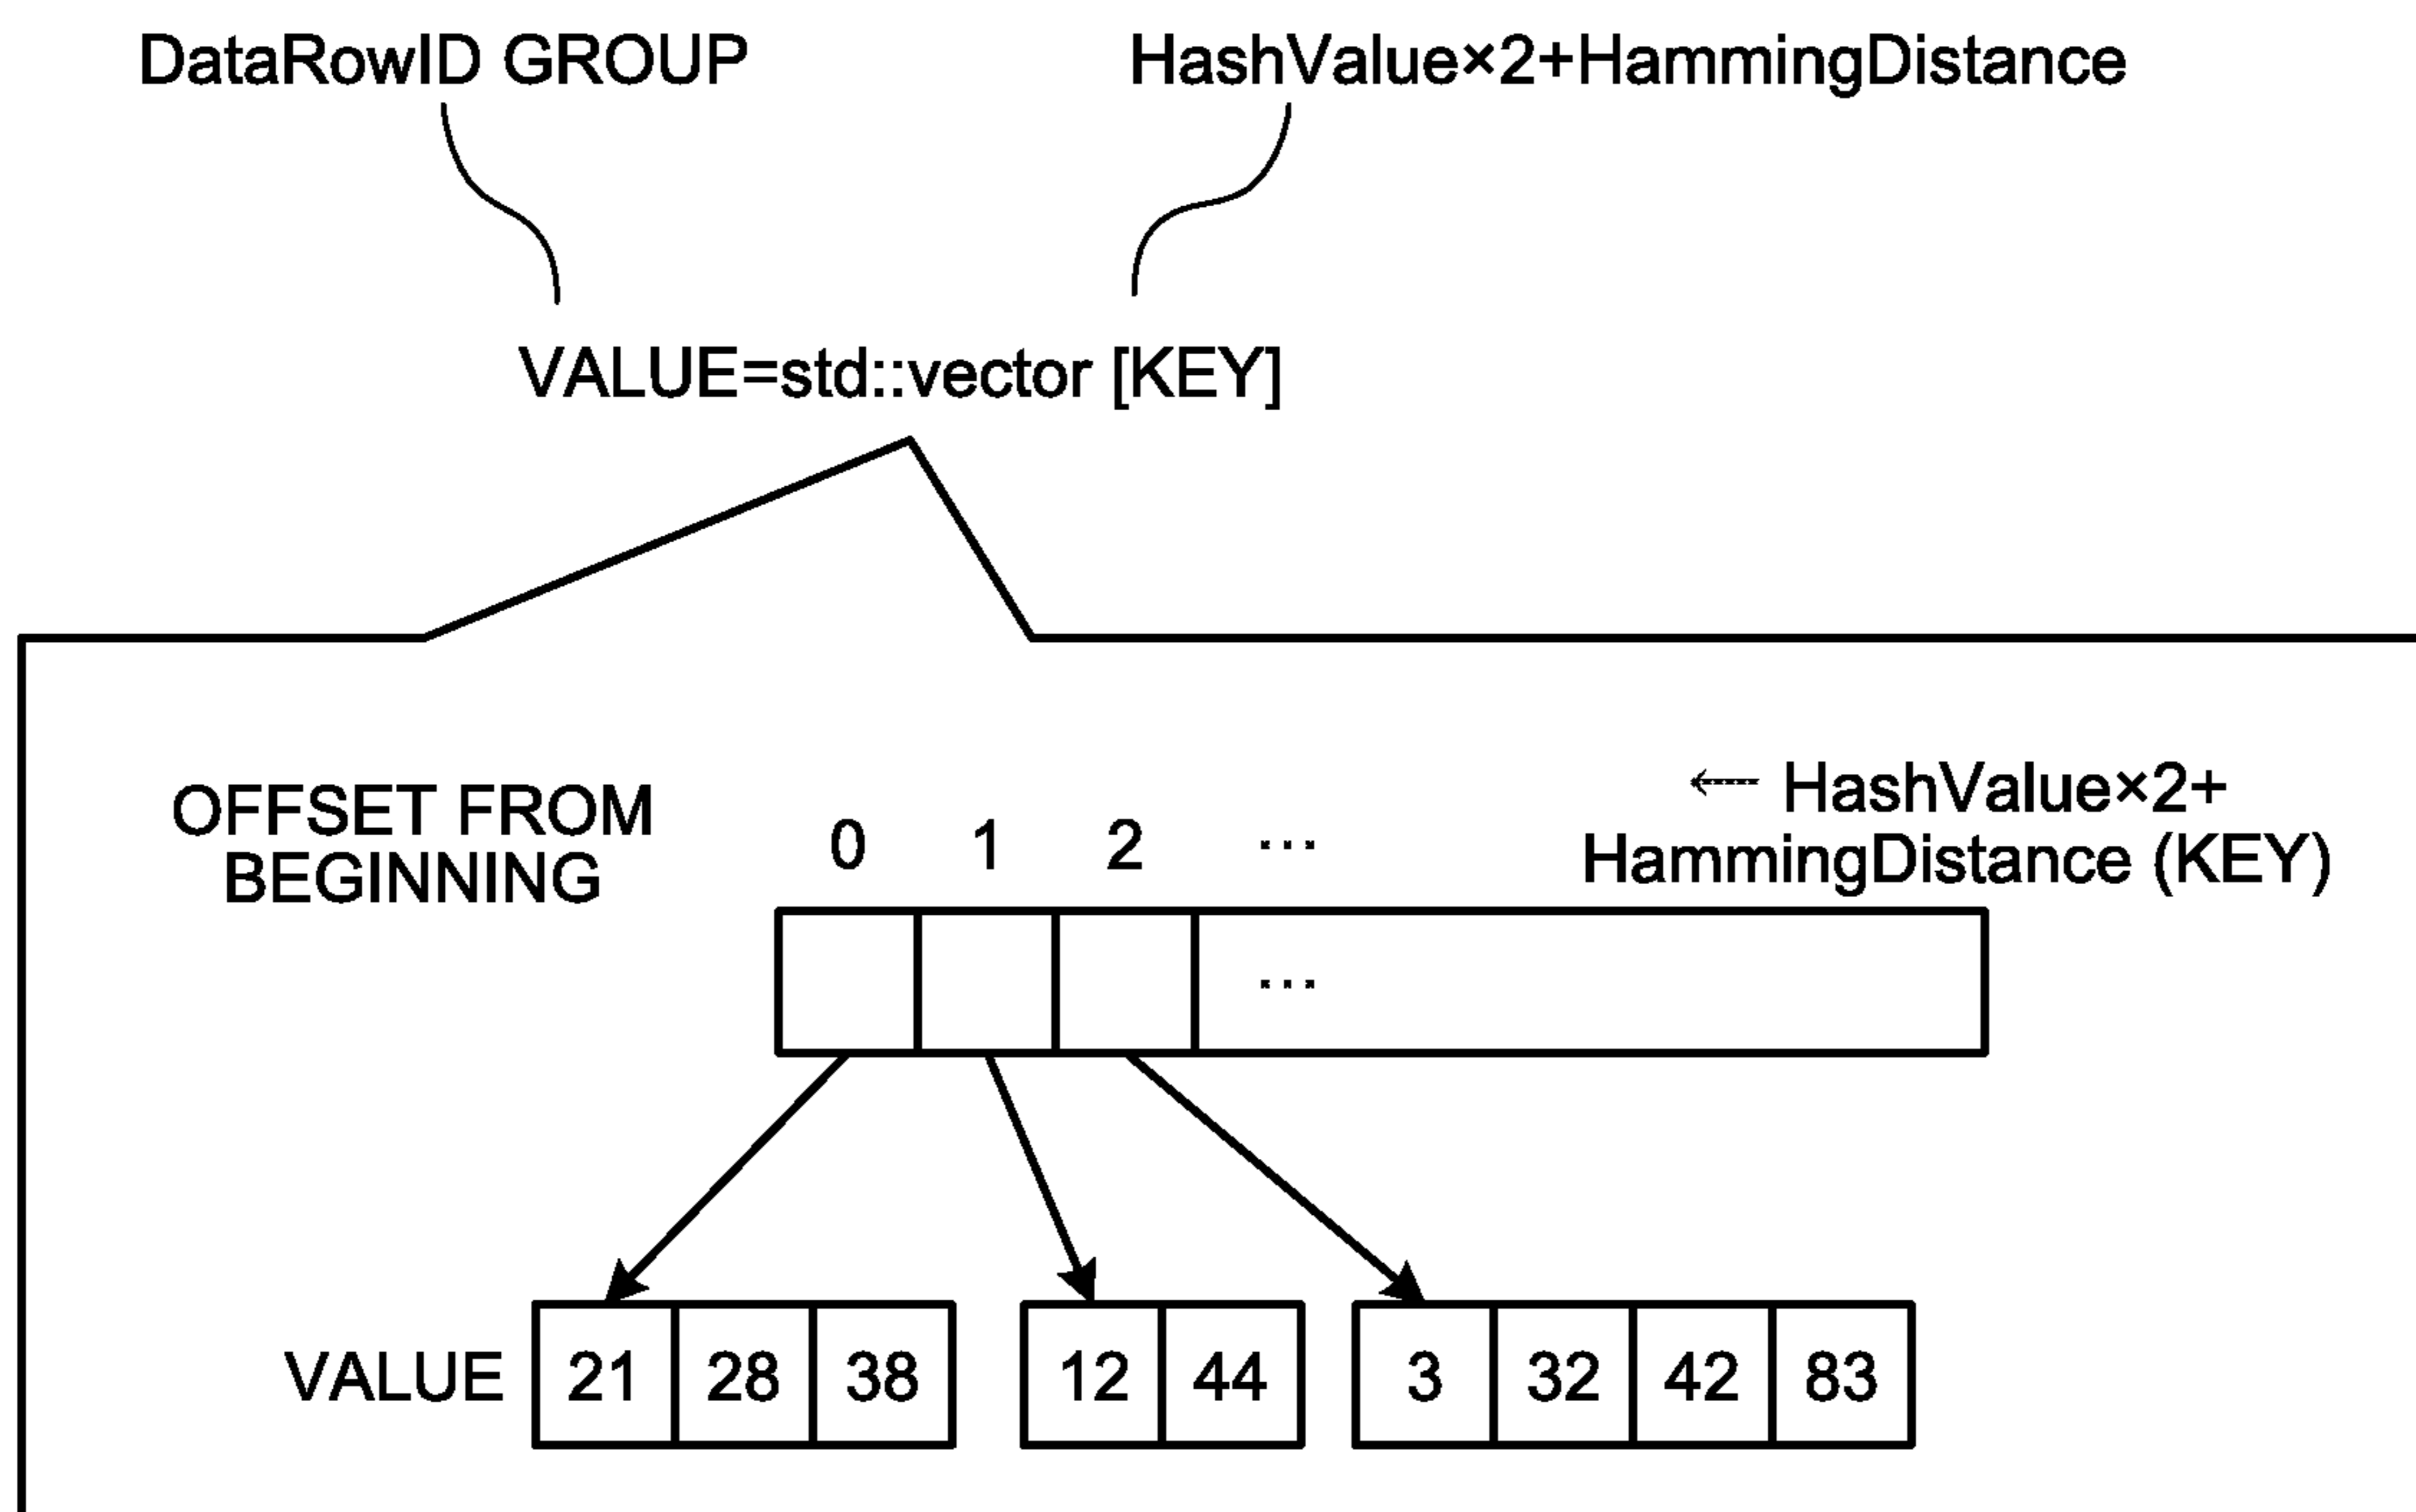 DataRowID GROUP
HashValue×2+HammingDistance
VALUE=std::vector [KEY]
OFFSET FROM
BEGINNING
0 1 2 ···
← HashValue×2+
HammingDistance (KEY)
···
VALUE 21 28 38 12 44 3 32 42 83